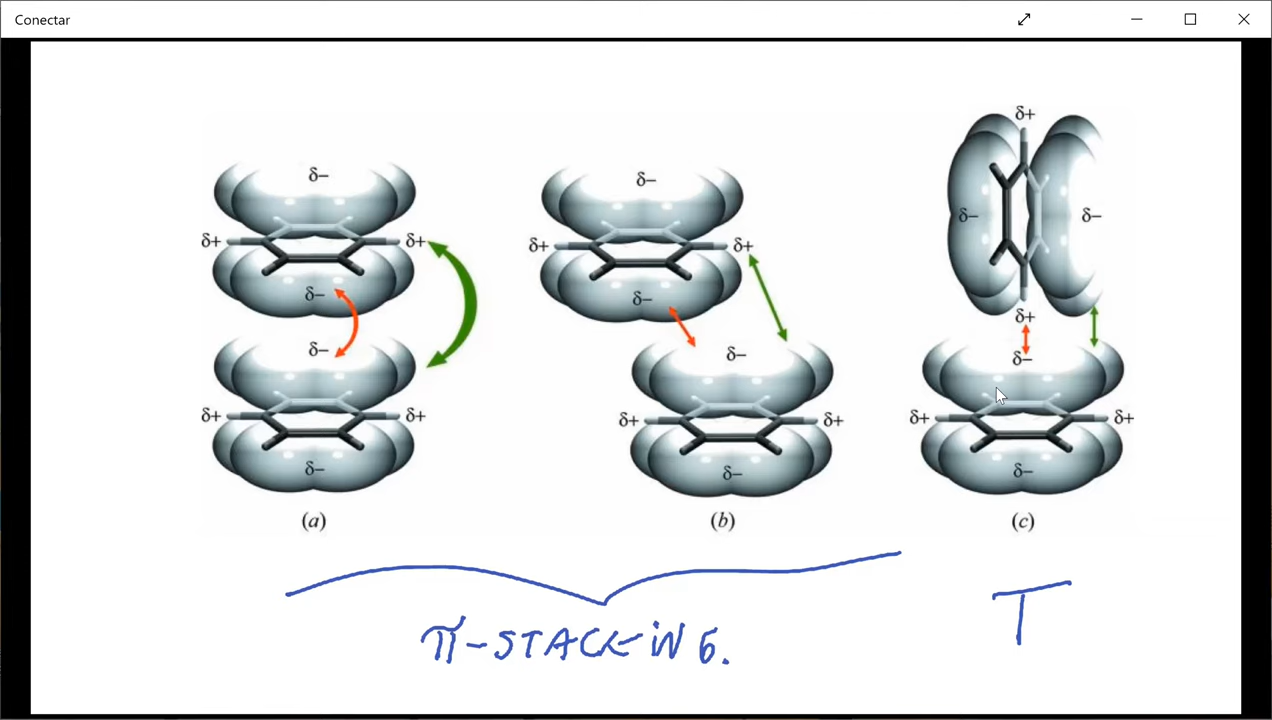 Conectar
δ+
δ− δ− δ− δ−
δ+ δ+ δ+ δ+
δ− δ−
δ+
δ− δ− δ−
δ+ δ+ δ+ δ+ δ+ δ+
δ− δ− δ−
(a) (b) (c)
π-STACKING. T